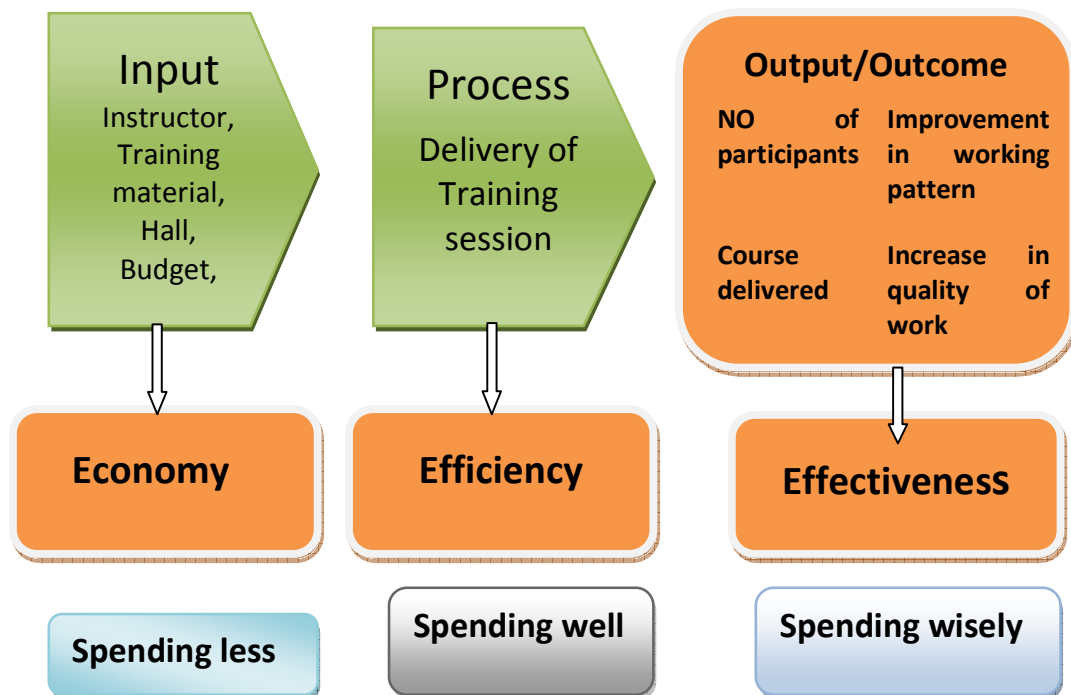 Input
Instructor,
Training
material,
Hall,
Budget,
Process
Delivery of
Training
session
Output/Outcome
NO of
participants
Improvement
in working
pattern
Course
delivered
Increase in
quality of
work
Economy
Efficiency
Effectiveness
Spending less
Spending well
Spending wisely